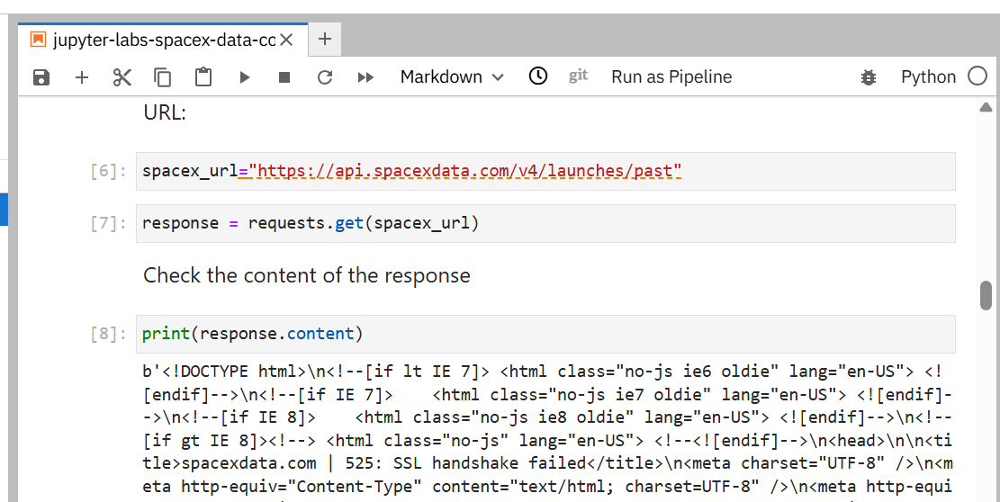 jupyter-labs-spacex-data-co
Markdown git Run as Pipeline Python
URL:
[6]: spacex_url="https://api.spacexdata.com/v4/launches/past"
[7]: response = requests.get(spacex_url)
Check the content of the response
[8]: print(response.content)
b'<!DOCTYPE html>\n<!--[if lt IE 7]> <html class="no-js ie6 oldie" lang="en-US"> <!
[endif]-->\n<!--[if IE 7]>    <html class="no-js ie7 oldie" lang="en-US"> <![endif]-
->\n<!--[if IE 8]>    <html class="no-js ie8 oldie" lang="en-US"> <![endif]-->\n<!--
[if gt IE 8]><!--> <html class="no-js" lang="en-US"> <!--<![endif]-->\n<head>\n\n<ti
tle>spacexdata.com | 525: SSL handshake failed</title>\n<meta charset="UTF-8" />\n<m
eta http-equiv="Content-Type" content="text/html; charset=UTF-8" />\n<meta http-equi